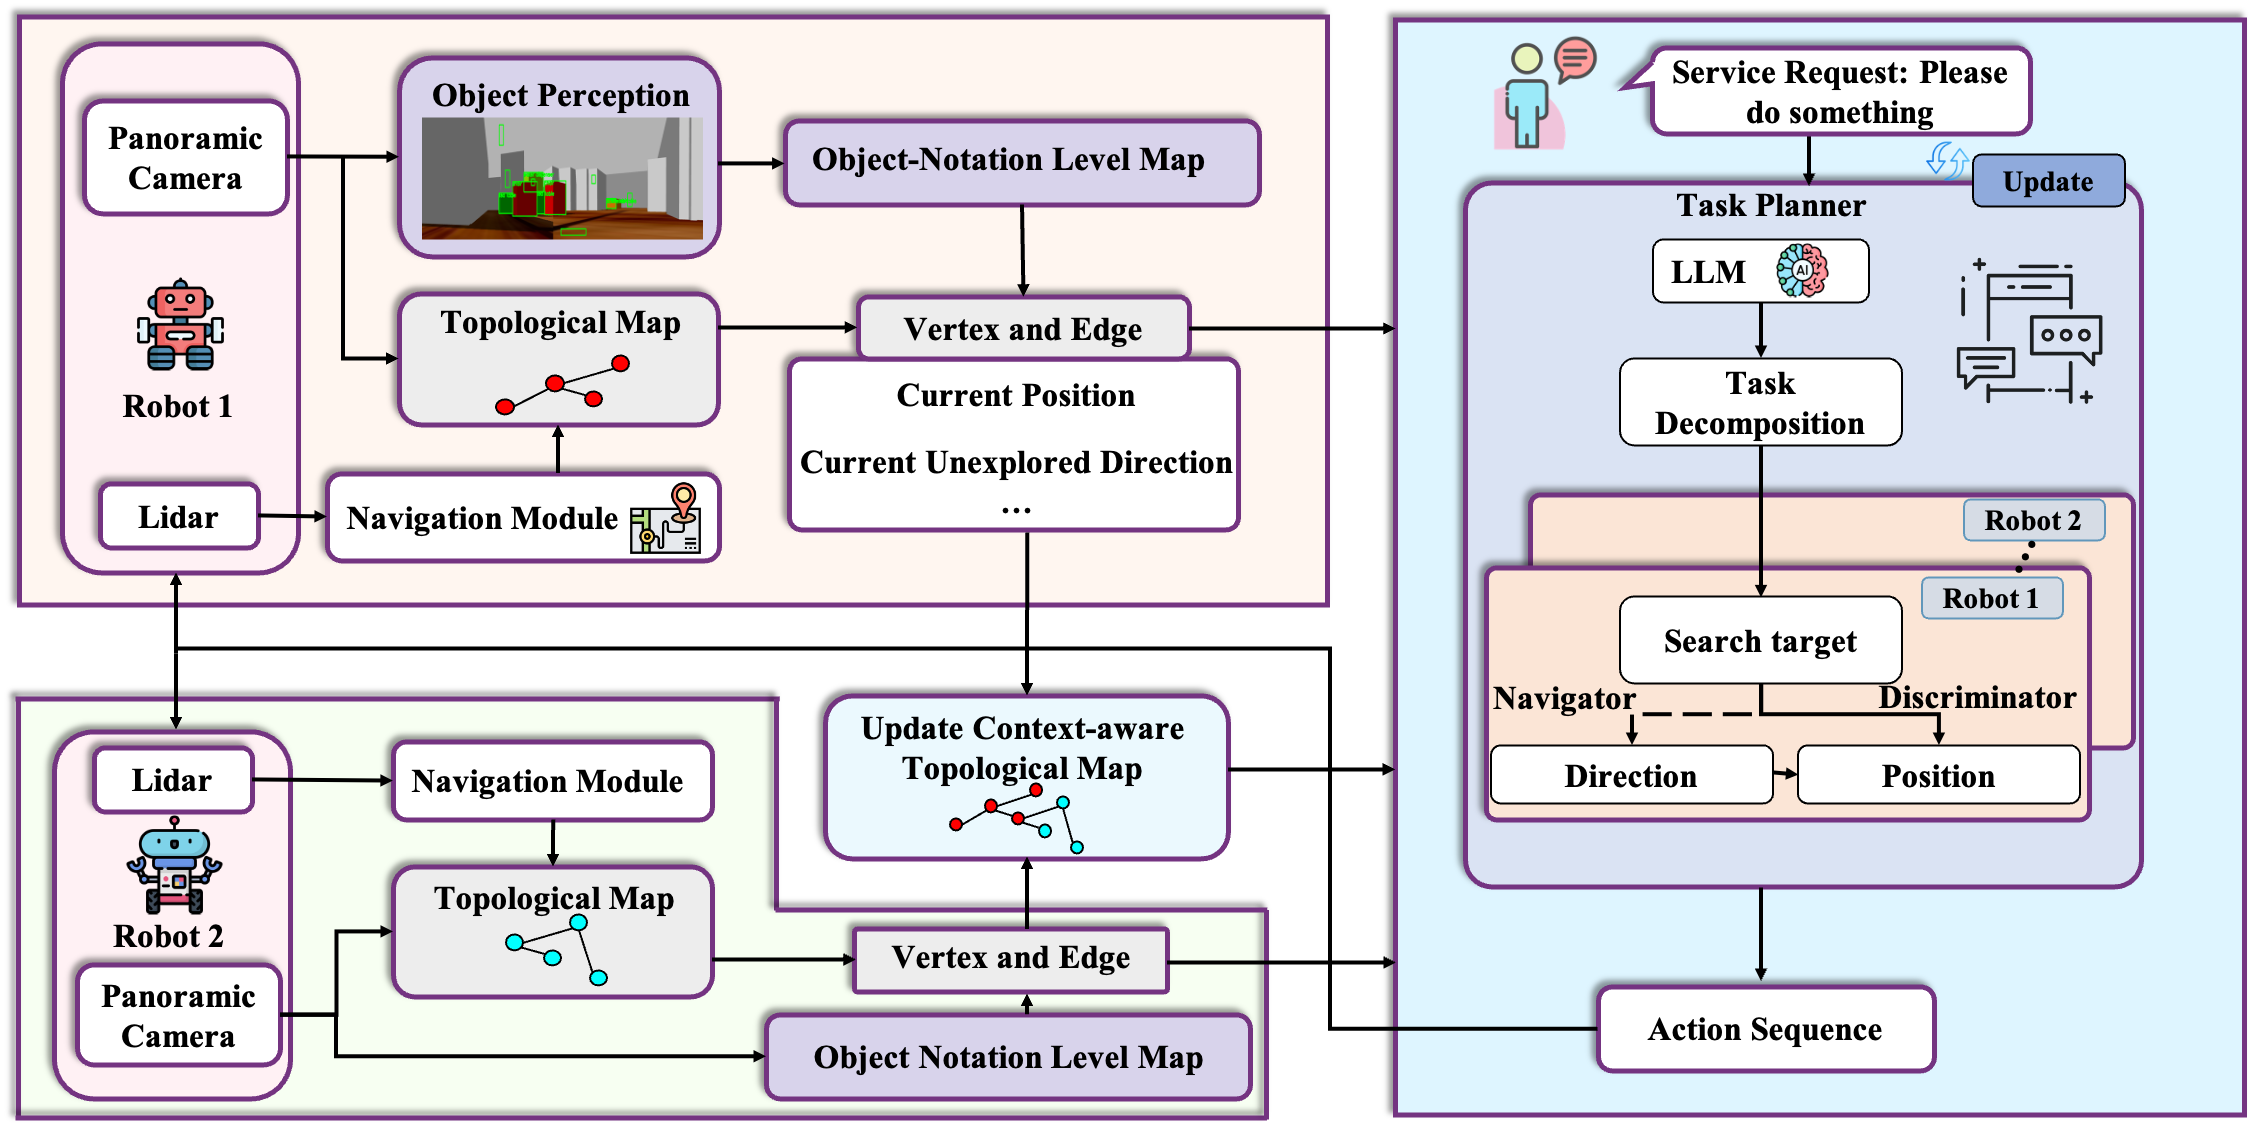 Panoramic
Camera
Robot 1
Lidar
Object Perception
Object-Notation Level Map
Topological Map
Navigation Module
Vertex and Edge
Current Position
Current Unexplored Direction
...
Lidar
Robot 2
Panoramic
Camera
Navigation Module
Topological Map
Update Context-aware
Topological Map
Vertex and Edge
Object Notation Level Map
Service Request: Please
do something
Update
Task Planner
LLM
AI
Task
Decomposition
Robot 2
Robot 1
Search target
Navigator
Discriminator
Direction
Position
Action Sequence